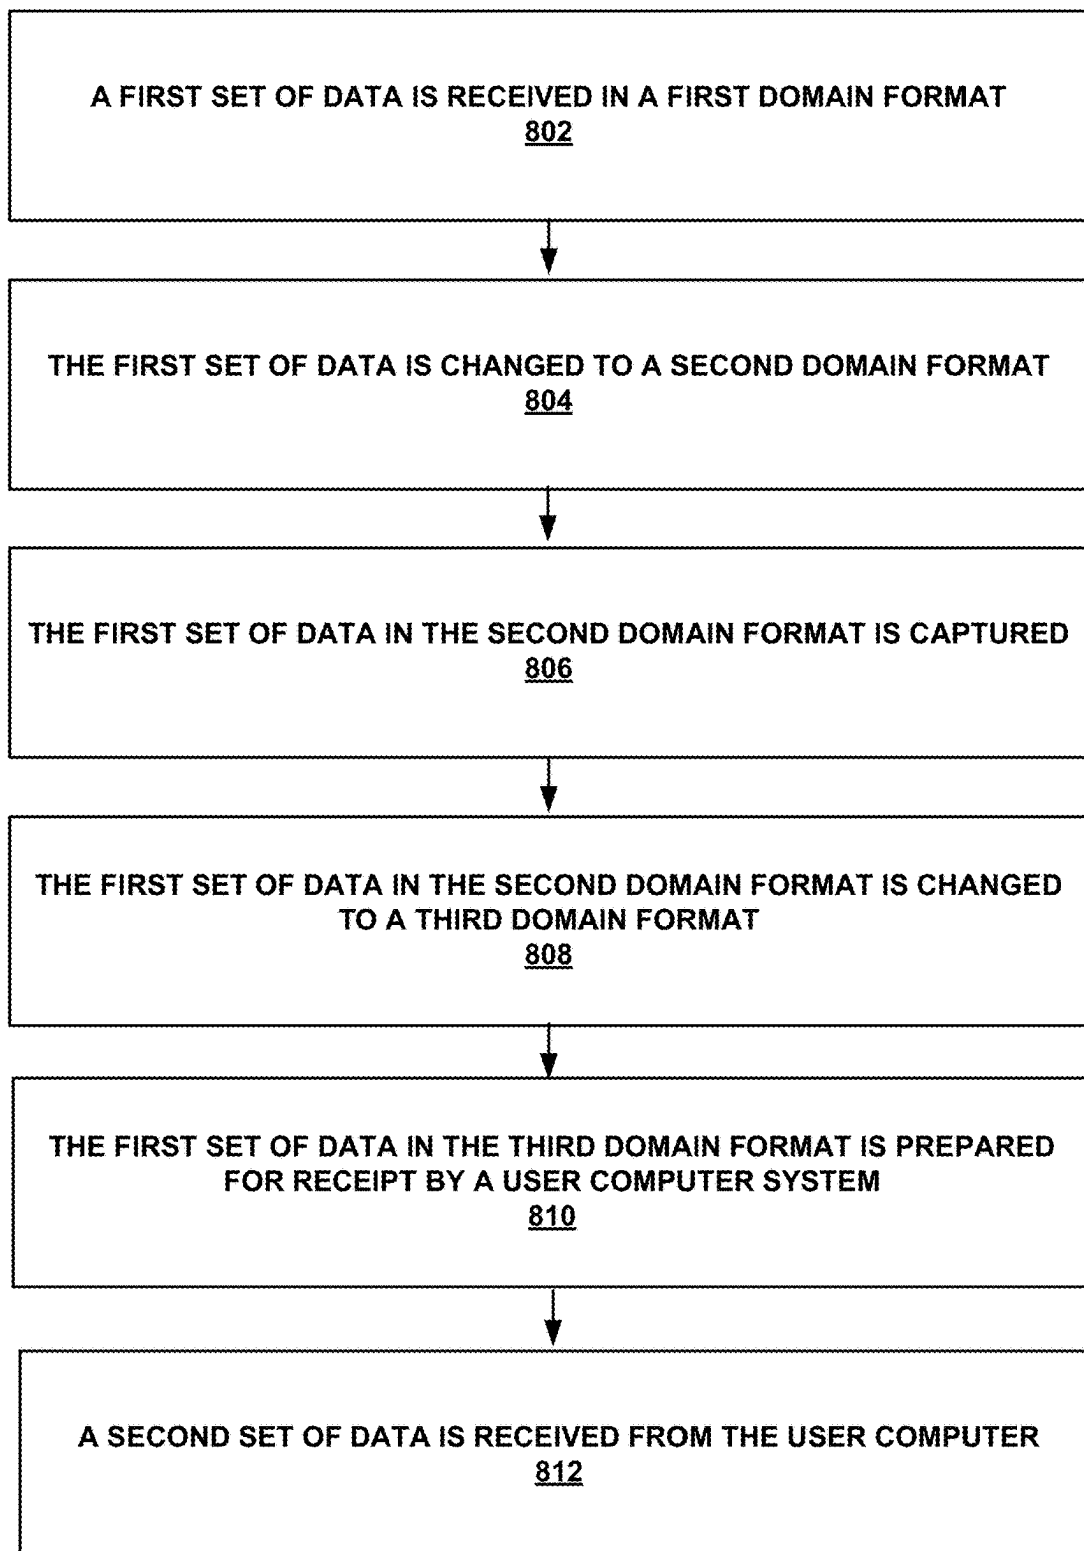 A FIRST SET OF DATA IS RECEIVED IN A FIRST DOMAIN FORMAT
802
THE FIRST SET OF DATA IS CHANGED TO A SECOND DOMAIN FORMAT
804
THE FIRST SET OF DATA IN THE SECOND DOMAIN FORMAT IS CAPTURED
806
THE FIRST SET OF DATA IN THE SECOND DOMAIN FORMAT IS CHANGED
TO A THIRD DOMAIN FORMAT
808
THE FIRST SET OF DATA IN THE THIRD DOMAIN FORMAT IS PREPARED
FOR RECEIPT BY A USER COMPUTER SYSTEM
810
A SECOND SET OF DATA IS RECEIVED FROM THE USER COMPUTER
812